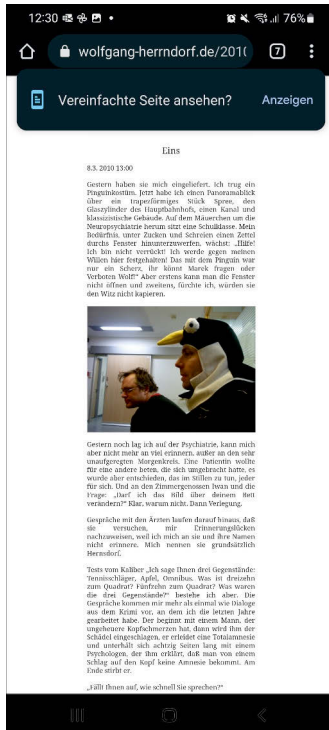 12:30
76%
wolfgang-herrndorf.de/2010
7
Vereinfachte Seite ansehen?
Anzeigen
Eins
8.3. 2010 13:00
Gestern haben sie mich eingeliefert. Ich trug ein
Pinguinkostüm. Jetzt habe ich einen Panoramablick
über ein trapezförmiges Stück Spree, den
Glaszylinder des Hauptbahnhofs, einen Kanal und
klassizistische Gebäude. Auf dem Mäuerchen um die
Neuropsychiatrie herum sitzt eine Schulklasse. Mein
Bedürfnis, unter Zucken und Schreien einen Zettel
durchs Fenster hinunterzuwerfen, wächst: „Hilfe!
Ich bin nicht verrückt! Ich werde gegen meinen
Willen hier festgehalten! Das mit dem Pinguin war
nur ein Scherz, ihr könnt Marek fragen oder
Verboten Wolf!" Aber erstens kann man die Fenster
nicht öffnen und zweitens, fürchte ich, würden sie
den Witz nicht kapieren.
Gestern noch lag ich auf der Psychiatrie, kann mich
aber nicht mehr an viel erinnern, außer an den sehr
unaufgeregten Morgenkreis. Eine Patientin wollte
für eine andere beten, die sich umgebracht hatte, es
wurde aber entschieden, das im Stillen zu tun, jeder
für sich. Und an den Zimmergenossen Iwan und die
Frage: „Darf ich das Bild über deinem Bett
verändern?" Klar, warum nicht. Dann Verlegung.
Gespräche mit den Ärzten laufen darauf hinaus, daß
sie versuchen, mir Erinnerungslücken
nachzuweisen, weil ich mich an sie und ihre Namen
nicht erinnere. Mich nennen sie grundsätzlich
Hernsdorf.
Tests vom Kaliber „Ich sage Ihnen drei Gegenstände:
Tennisschläger, Apfel, Omnibus. Was ist dreizehn
zum Quadrat? Fünfzehn zum Quadrat? Was waren
die drei Gegenstände?" bestehe ich aber. Die
Gespräche kommen mir mehr als einmal wie Dialoge
aus dem Krimi vor, an dem ich die letzten Jahre
gearbeitet habe. Der beginnt mit einem Mann, der
ungeheuere Kopfschmerzen hat, dann wird ihm der
Schädel eingeschlagen, er erleidet eine Totalamnesie
und unterhält sich achtzig Seiten lang mit einem
Psychologen, der ihm erklärt, daß man von einem
Schlag auf den Kopf keine Amnesie bekommt. Am
Ende stirbt er.
„Fällt Ihnen auf, wie schnell Sie sprechen?"